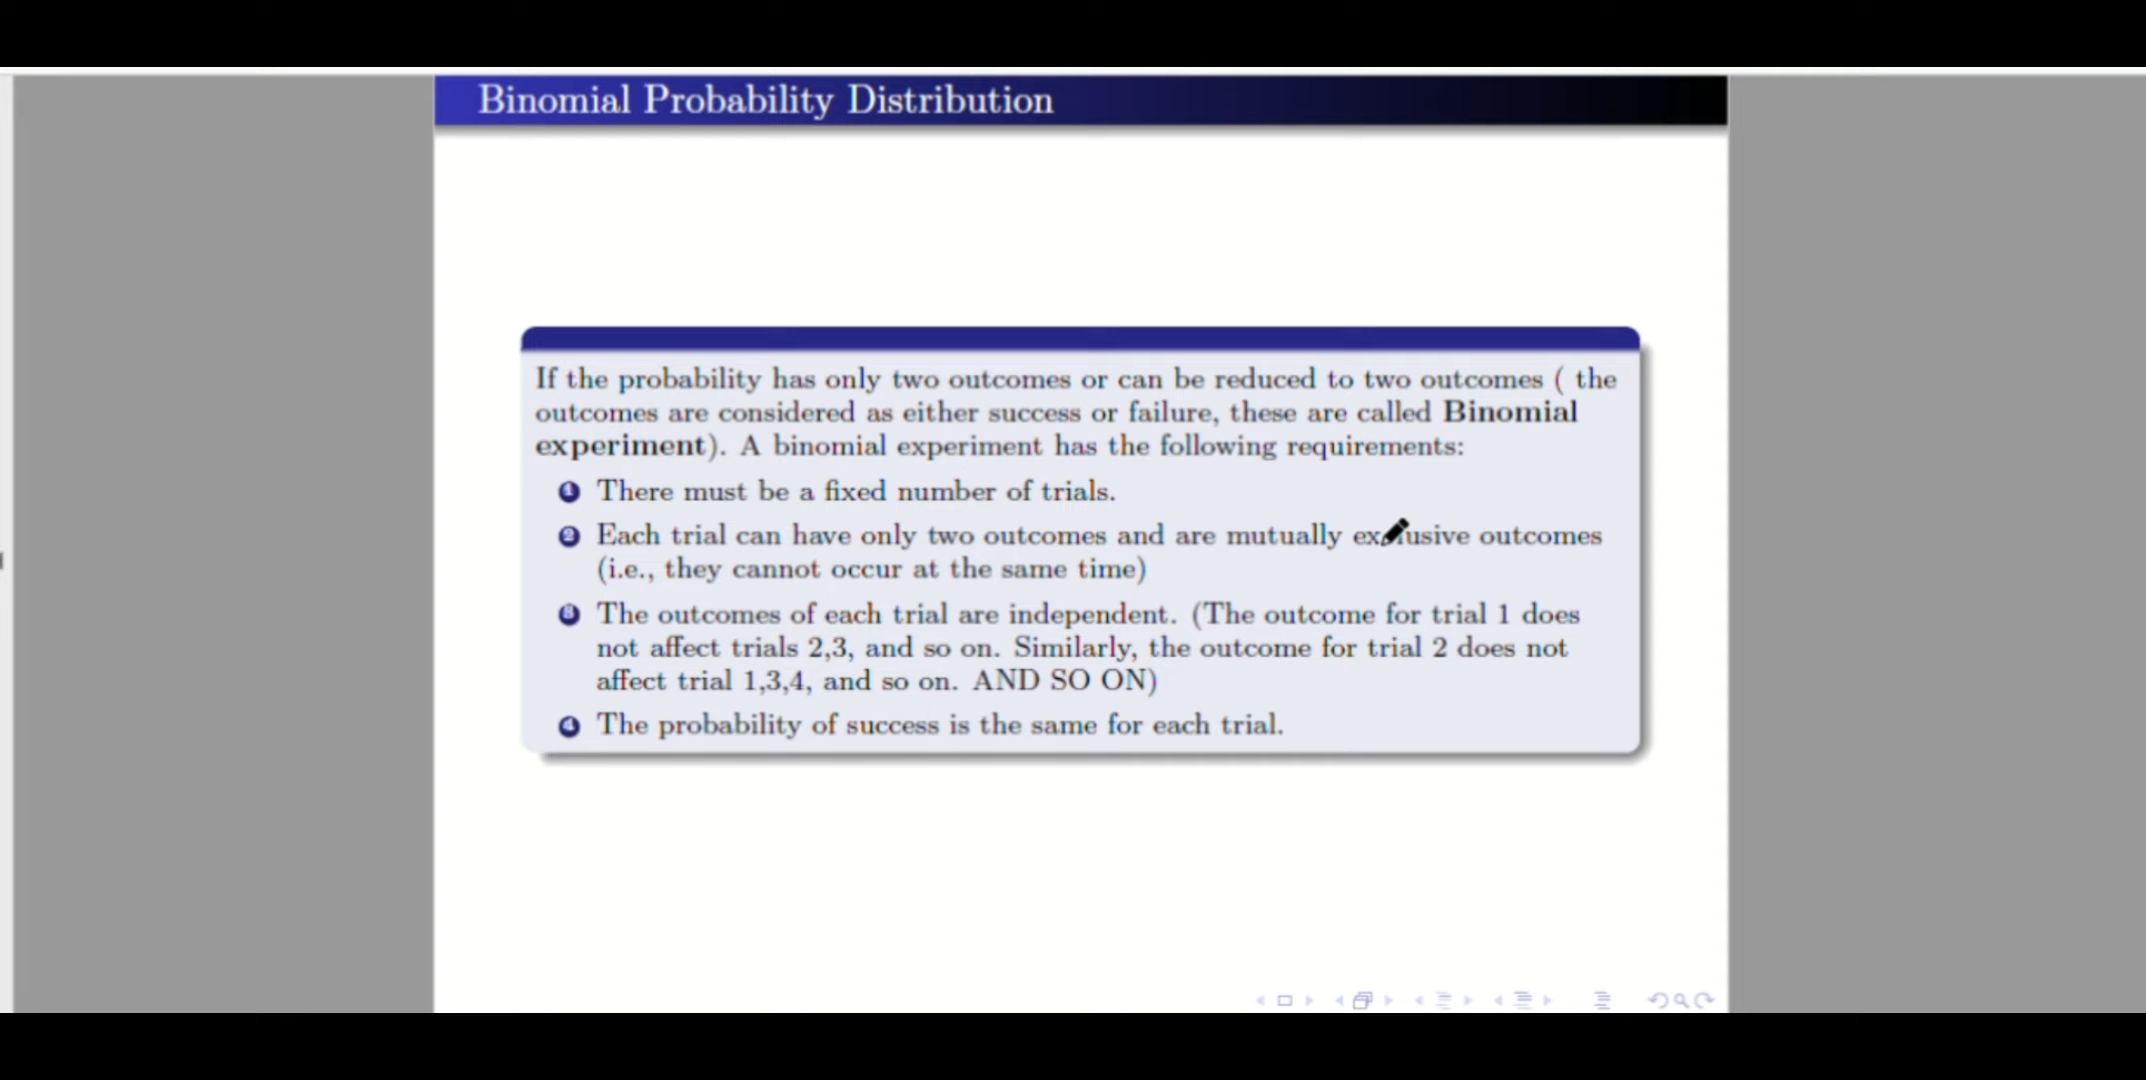 Binomial Probability Distribution
If the probability has only two outcomes or can be reduced to two outcomes ( the
outcomes are considered as either success or failure, these are called Binomial
experiment). A binomial experiment has the following requirements:
1 There must be a fixed number of trials.
2 Each trial can have only two outcomes and are mutually exclusive outcomes
(i.e., they cannot occur at the same time)
3 The outcomes of each trial are independent. (The outcome for trial 1 does
not affect trials 2,3, and so on. Similarly, the outcome for trial 2 does not
affect trial 1,3,4, and so on. AND SO ON)
4 The probability of success is the same for each trial.